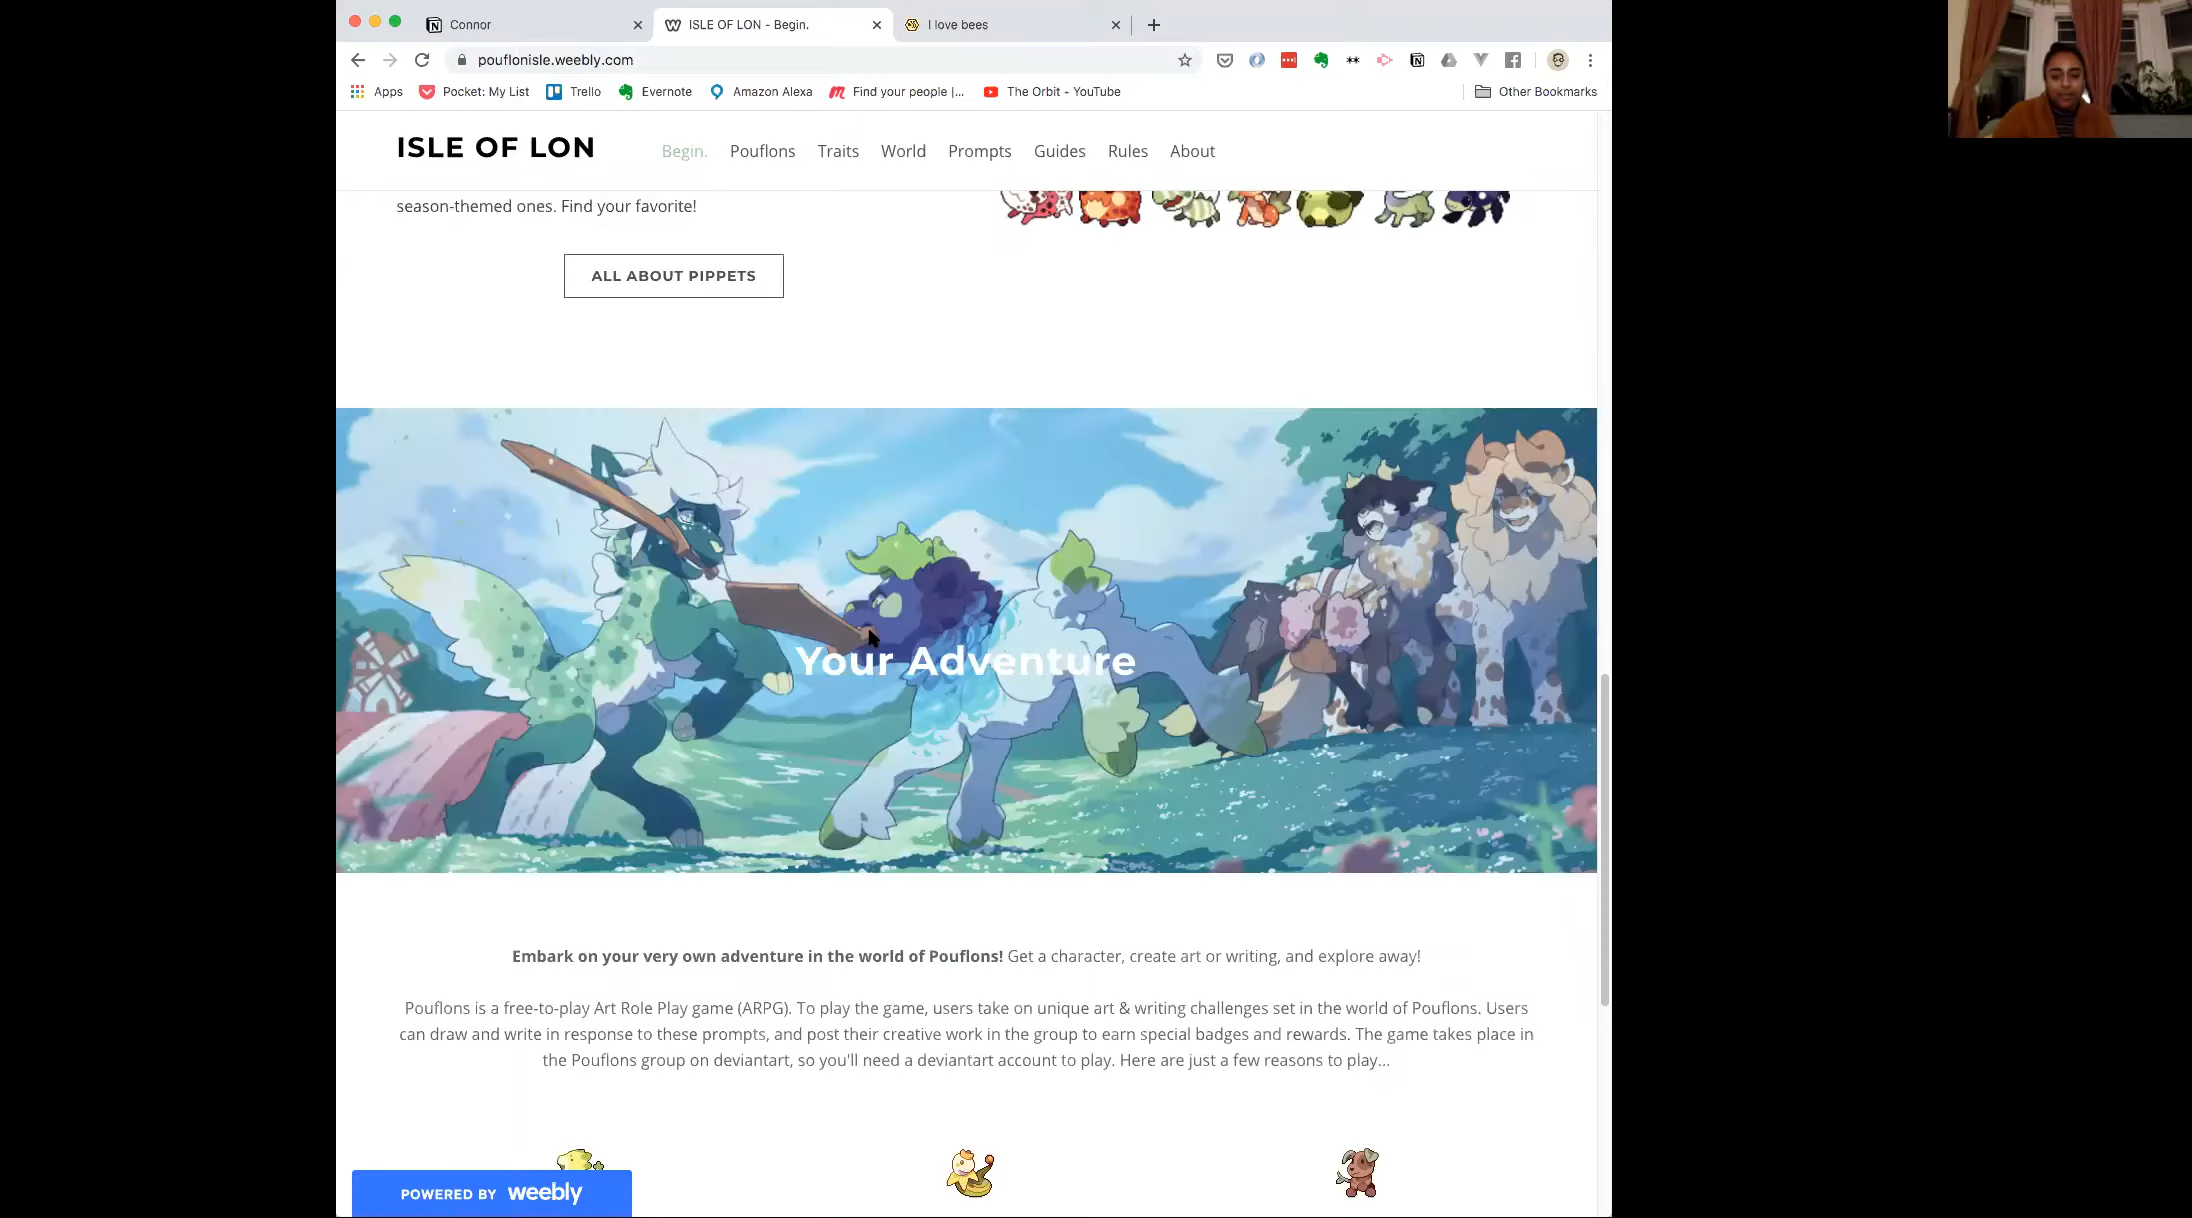 Connor
ISLE OF LON - Begin.
I love bees
pouflonisle.weebly.com
Apps
Pocket: My List
Trello
Evernote
Amazon Alexa
Find your people |...
The Orbit - YouTube
Other Bookmarks
ISLE OF LON
Begin.
Pouflons
Traits
World
Prompts
Guides
Rules
About
season-themed ones. Find your favorite!
ALL ABOUT PIPPETS
Your Adventure
Embark on your very own adventure in the world of Pouflons! Get a character, create art or writing, and explore away!
Pouflons is a free-to-play Art Role Play game (ARPG). To play the game, users take on unique art & writing challenges set in the world of Pouflons. Users
can draw and write in response to these prompts, and post their creative work in the group to earn special badges and rewards. The game takes place in
the Pouflons group on deviantart, so you'll need a deviantart account to play. Here are just a few reasons to play...
POWERED BY weebly